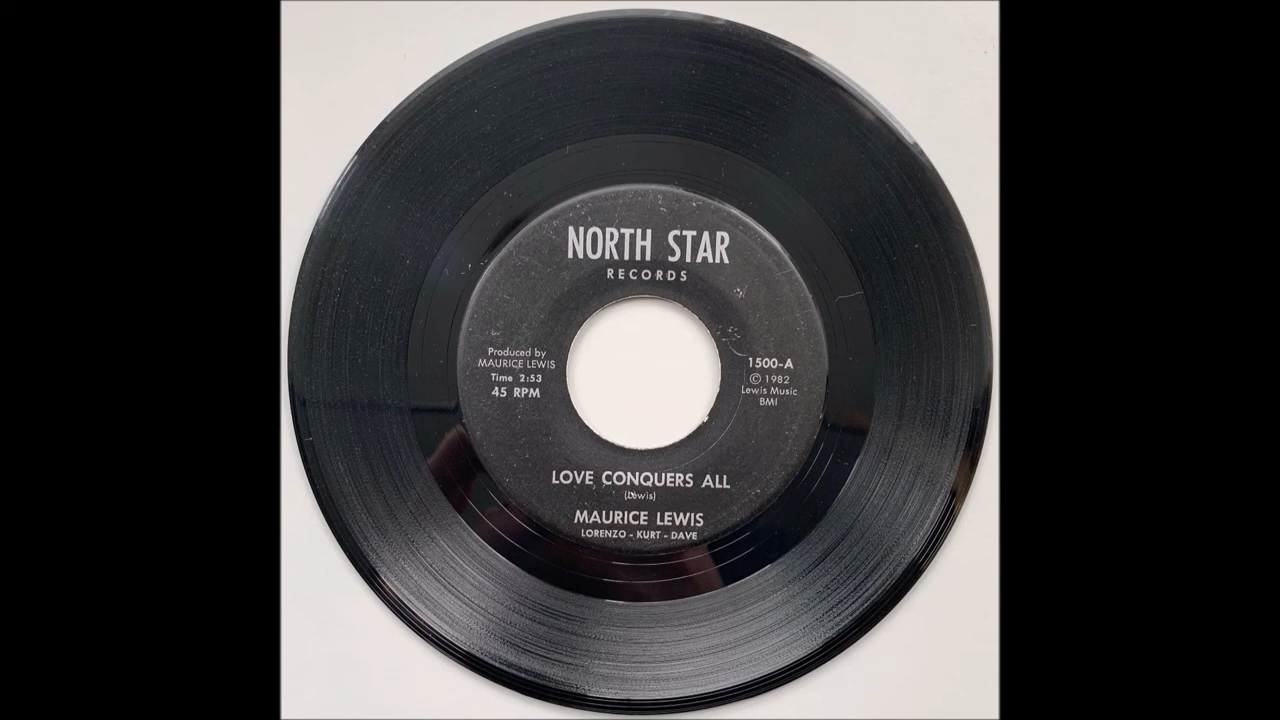 NORTH STAR
RECORDS
Produced by
MAURICE LEWIS
Time 2:53
45 RPM
1500-A
© 1982
Lewis Music
BMI
LOVE CONQUERS ALL
(Lewis)
MAURICE LEWIS
LORENZO - KURT - DAVE